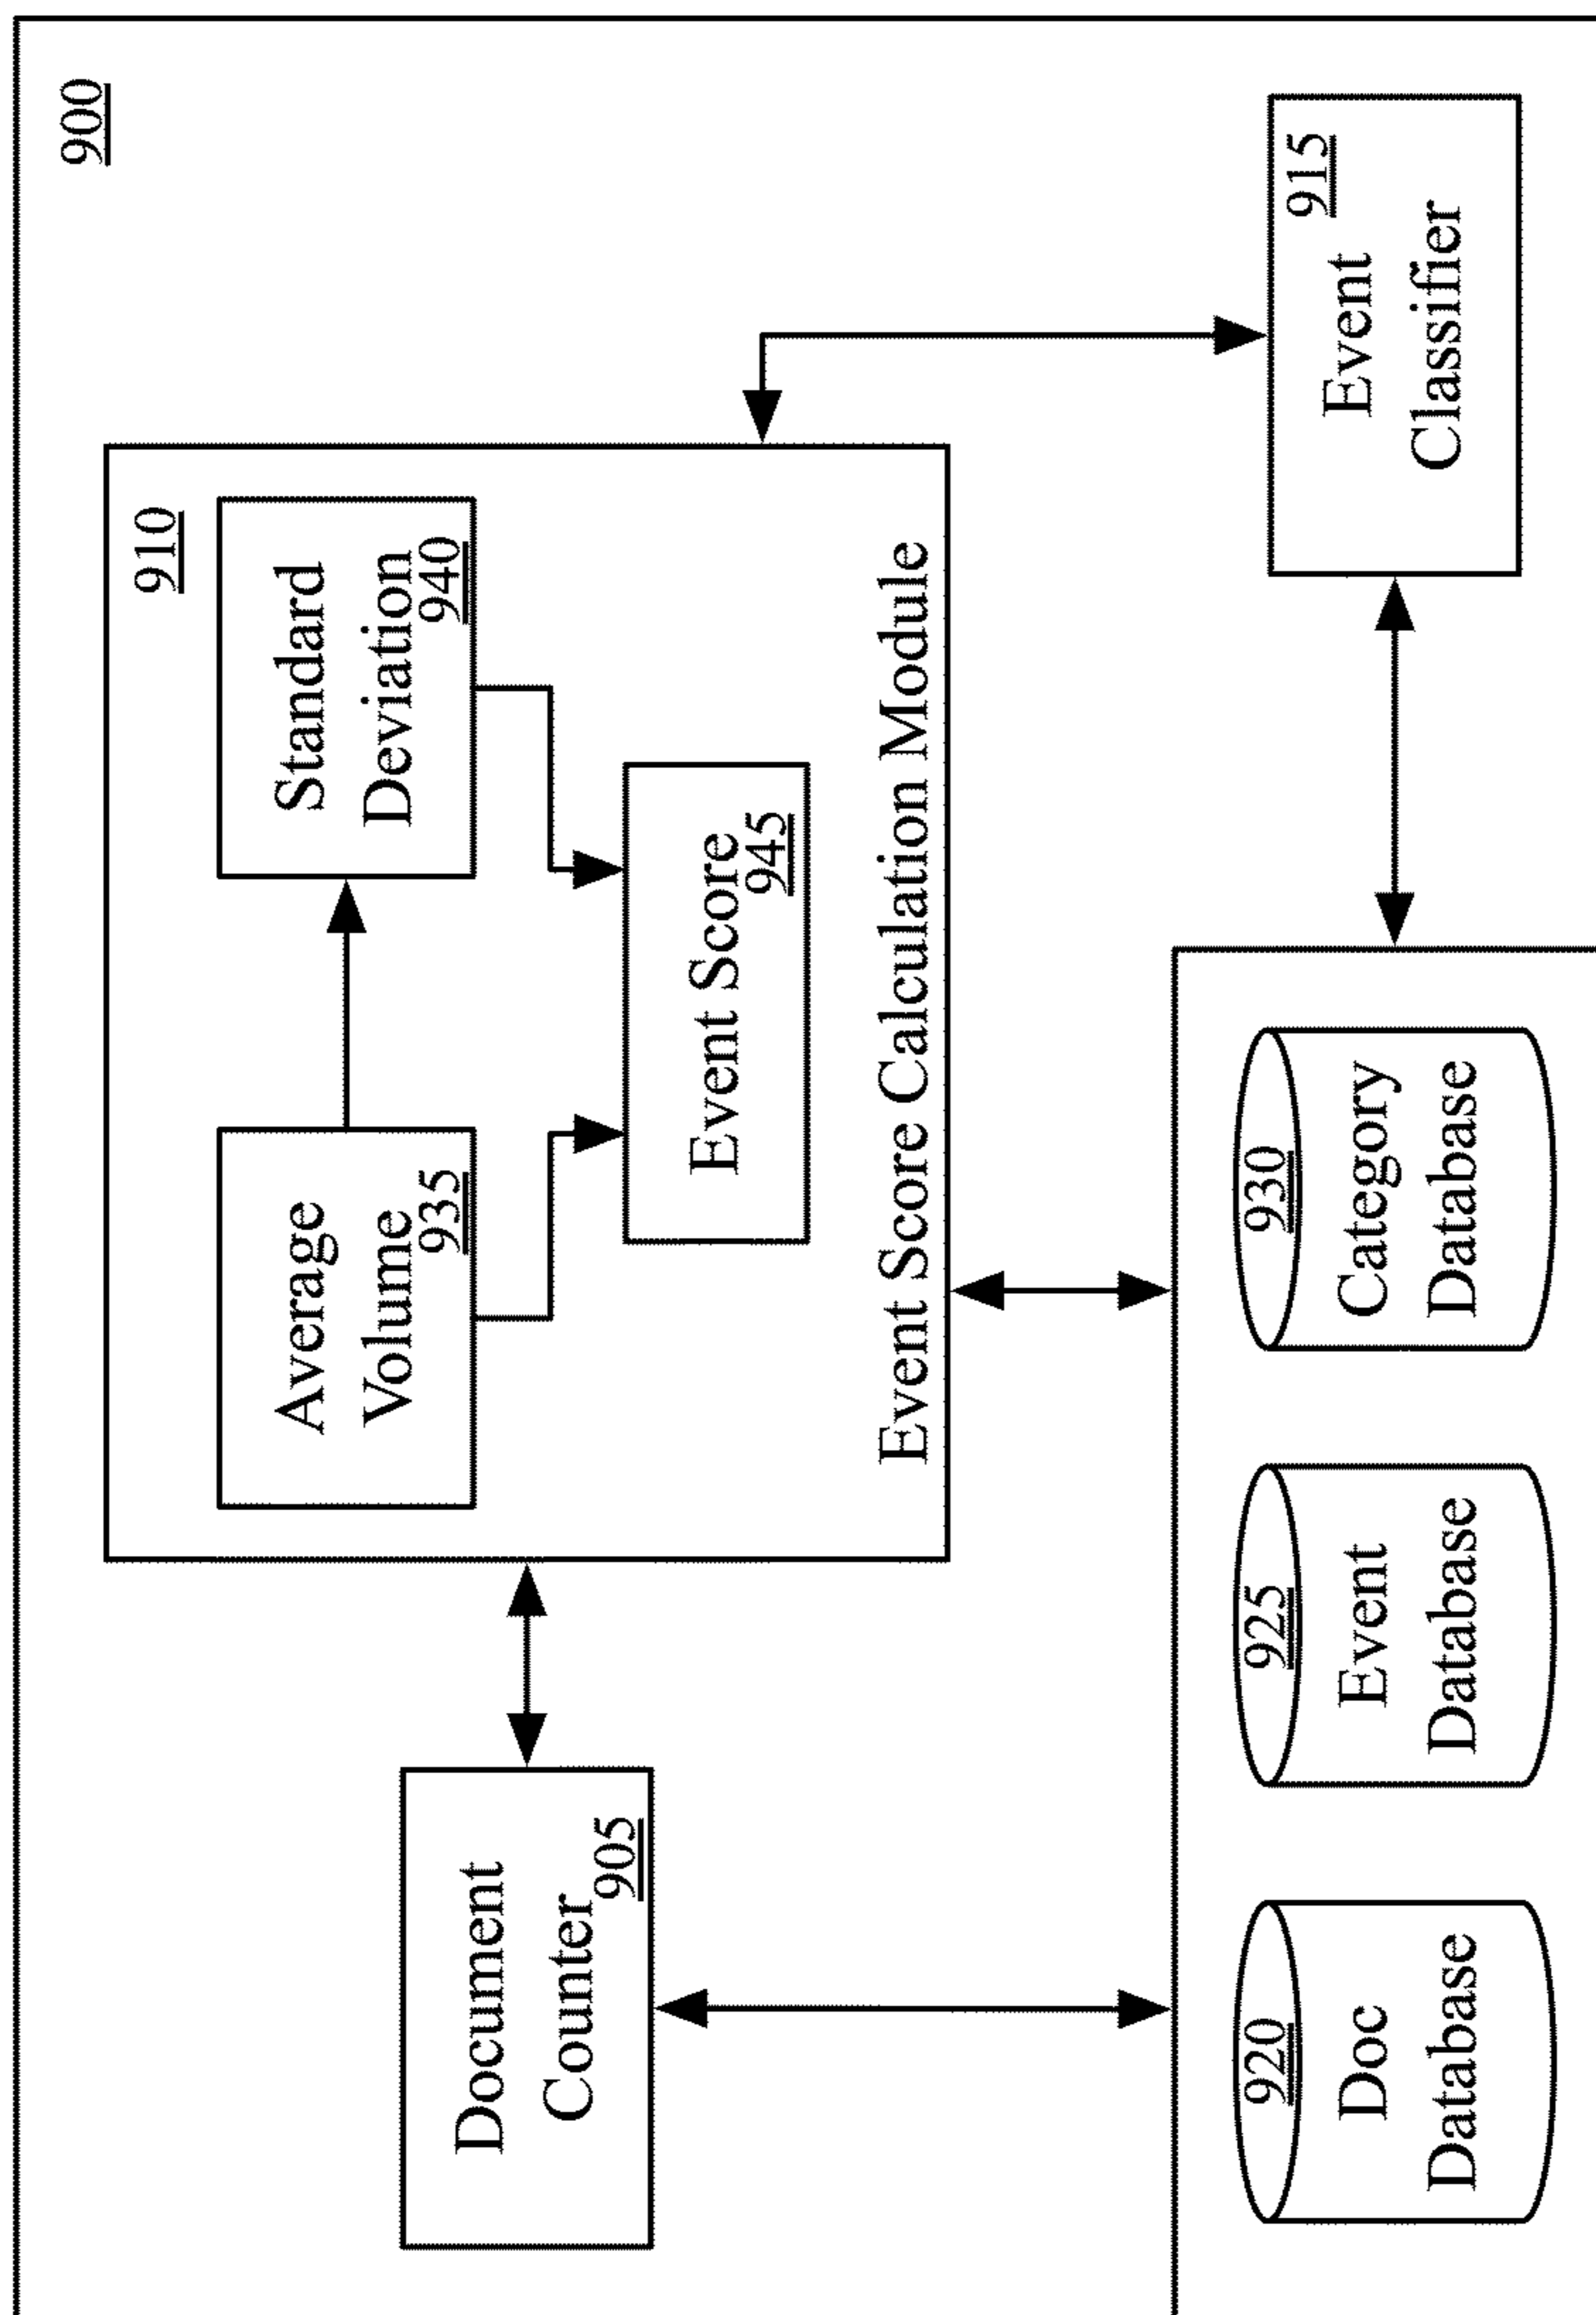 900
910
Average
Volume
935
Standard
Deviation
940
Event Score
945
Event Score Calculation Module
Document
Counter
905
915
Event
Classifier
920
Doc
Database
925
Event
Database
930
Category
Database